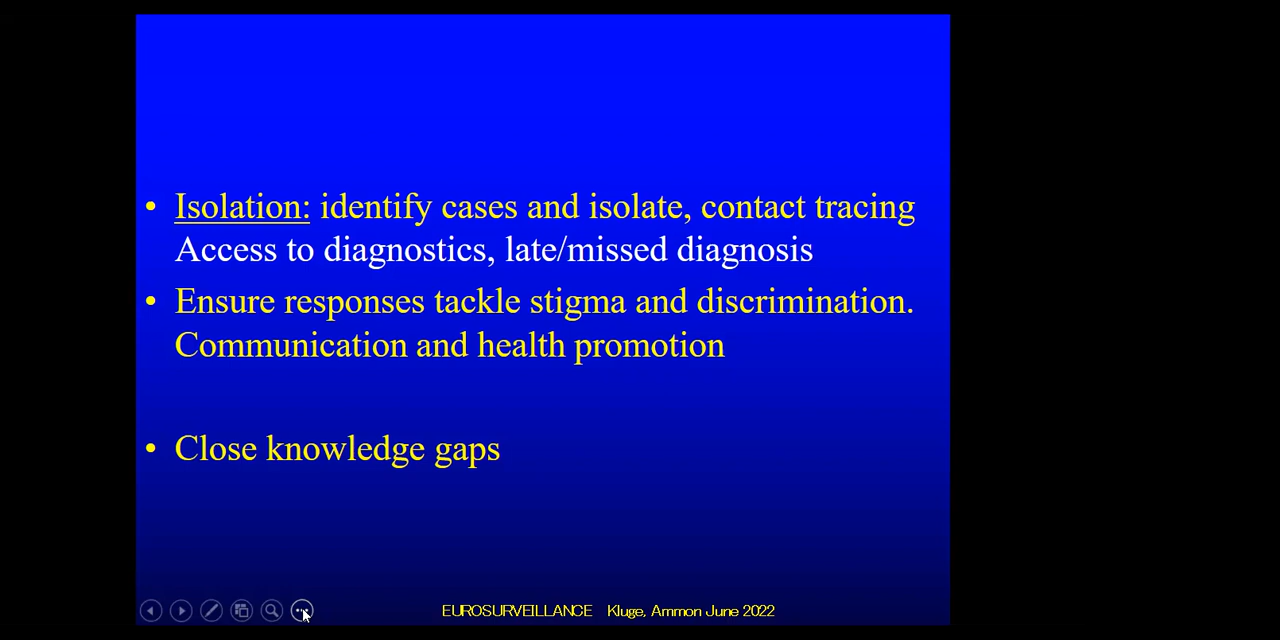 • Isolation: identify cases and isolate, contact tracing
Access to diagnostics, late/missed diagnosis
• Ensure responses tackle stigma and discrimination.
Communication and health promotion
• Close knowledge gaps
EUROSURVEILLANCE Kluge, Ammon June 2022